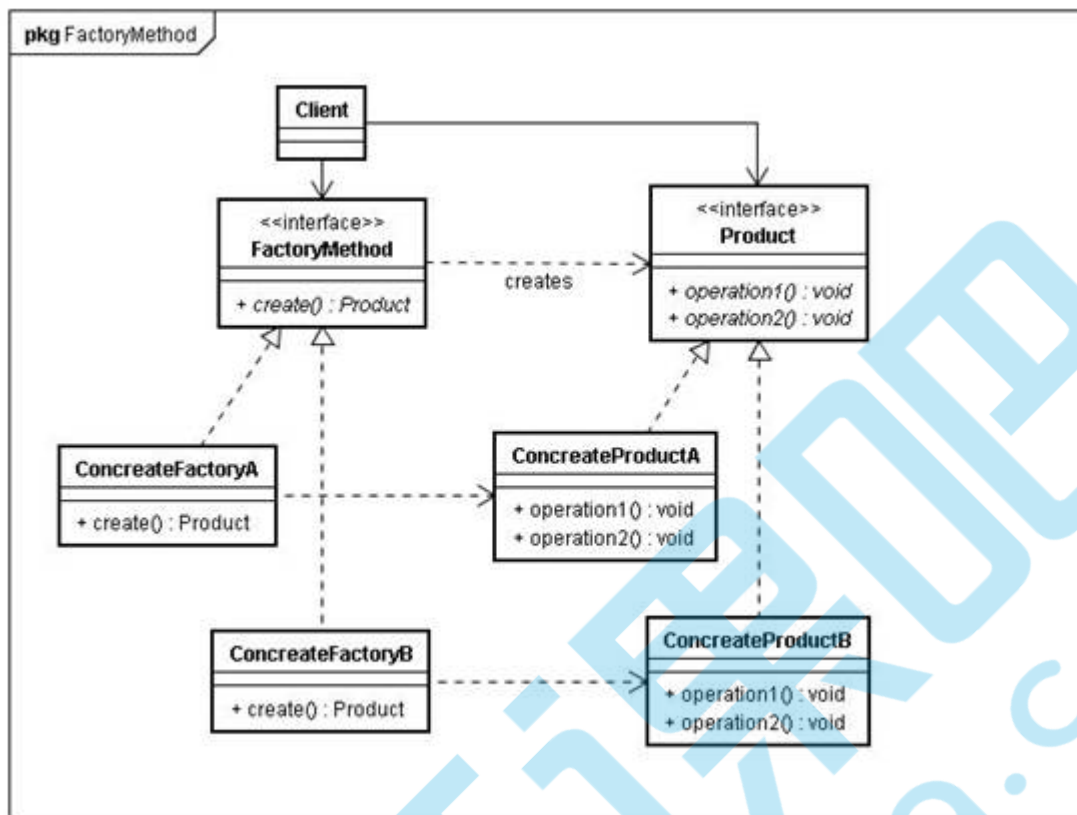 pkg FactoryMethod
Client
<<interface>>
FactoryMethod
+ create() : Product
creates
<<interface>>
Product
+ operation1() : void
+ operation2() : void
ConcreateFactoryA
+ create() : Product
ConcreateProductA
+ operation1() : void
+ operation2() : void
ConcreateFactoryB
+ create() : Product
ConcreateProductB
+ operation1() : void
+ operation2() : void